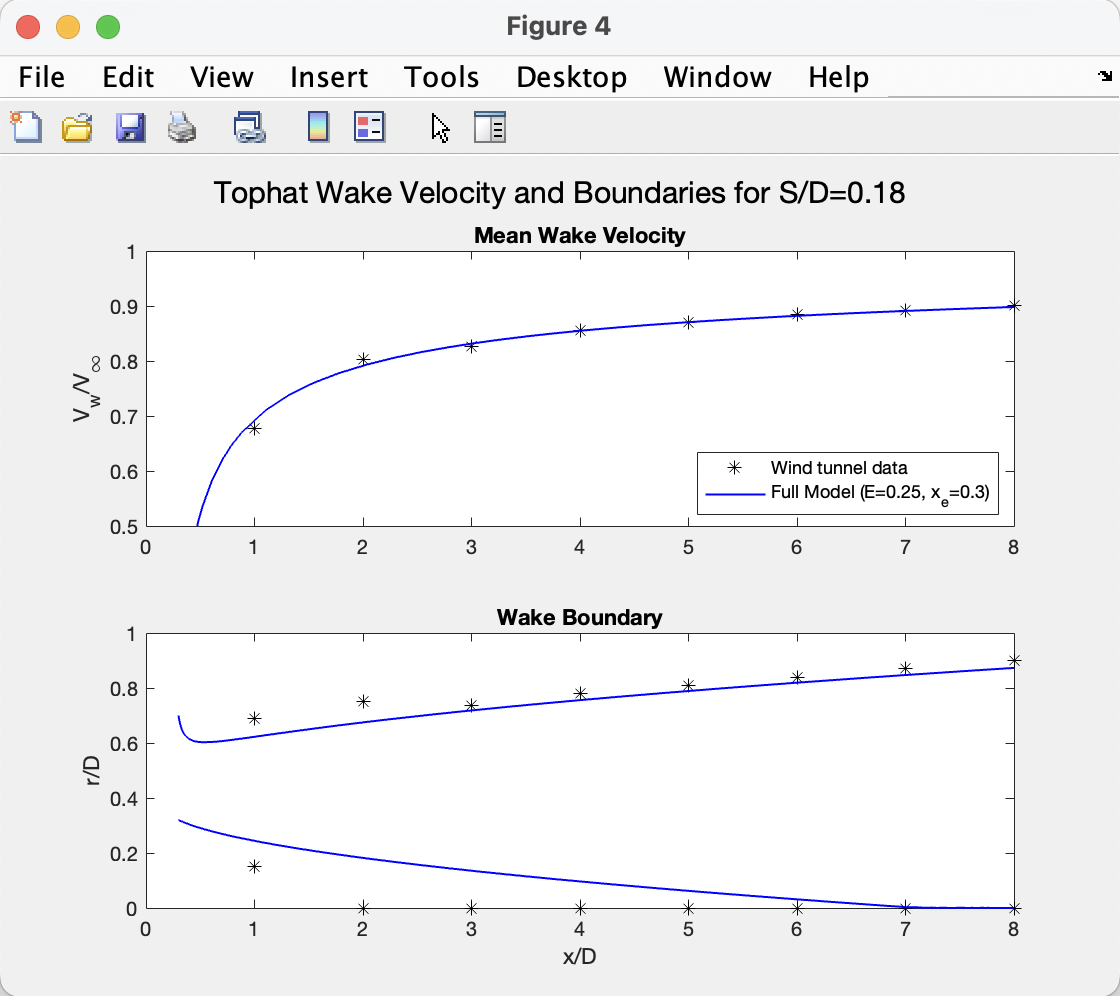 Figure 4
File Edit View Insert Tools Desktop Window Help
Tophat Wake Velocity and Boundaries for S/D=0.18
Mean Wake Velocity
1
0.9
0.8
0.7
0.6
0.5
V_w/V_∞
Wind tunnel data
Full Model (E=0.25, x_e=0.3)
0 1 2 3 4 5 6 7 8
Wake Boundary
1
0.8
0.6
0.4
0.2
0
r/D
0 1 2 3 4 5 6 7 8
x/D